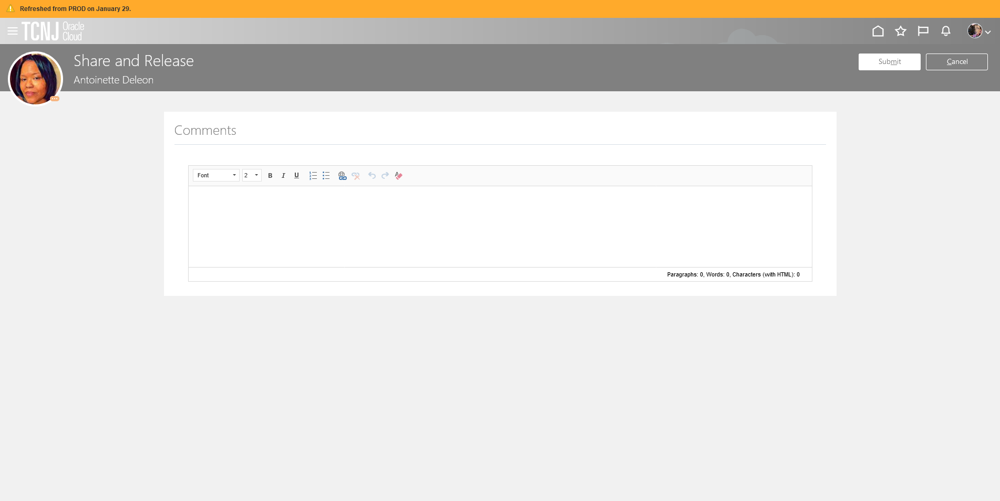 Refreshed from PROD on January 29.
TCNJ Oracle Cloud
Share and Release
Antoinette Deleon
Submit
Cancel
Comments
Font
2
B
I
U
Paragraphs: 0, Words: 0, Characters (with HTML): 0